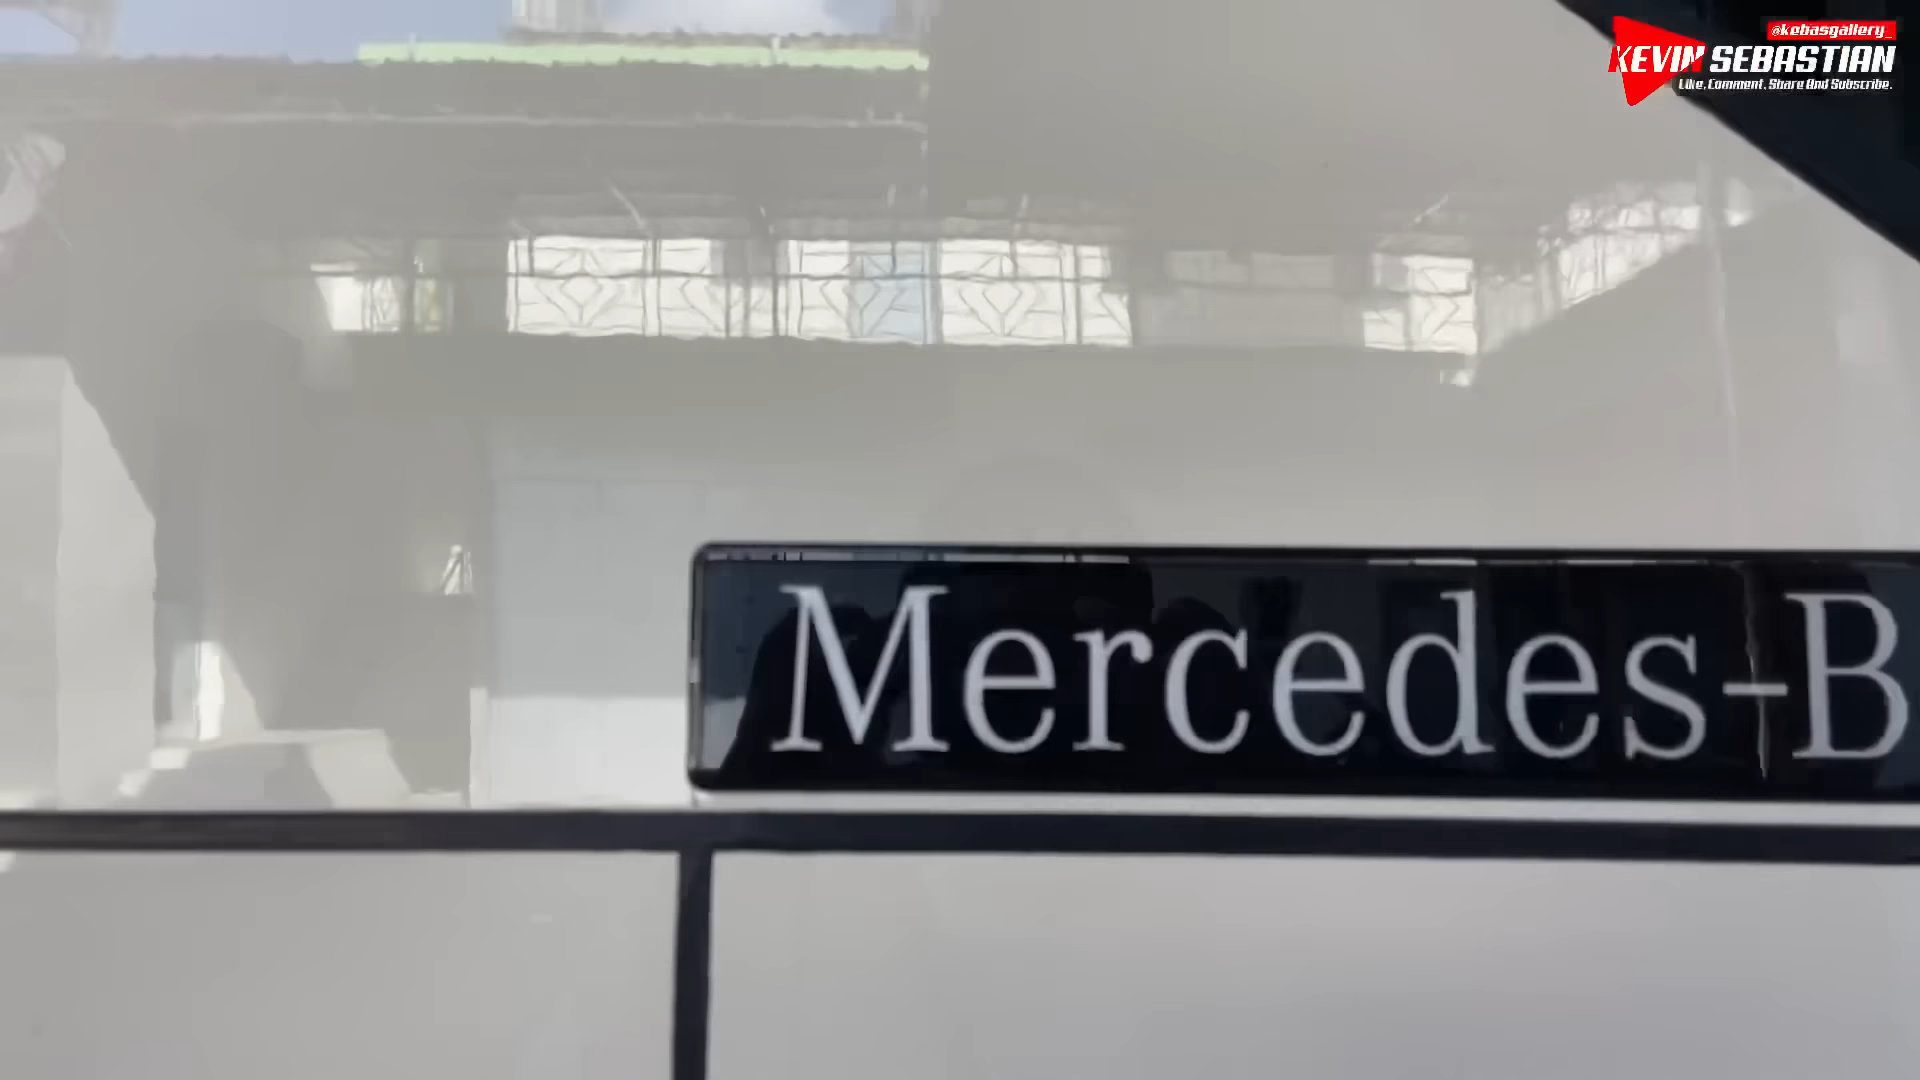 @kebasgallery_
KEVIN SEBASTIAN
Like, Comment, Share And Subscribe.
Mercedes-B